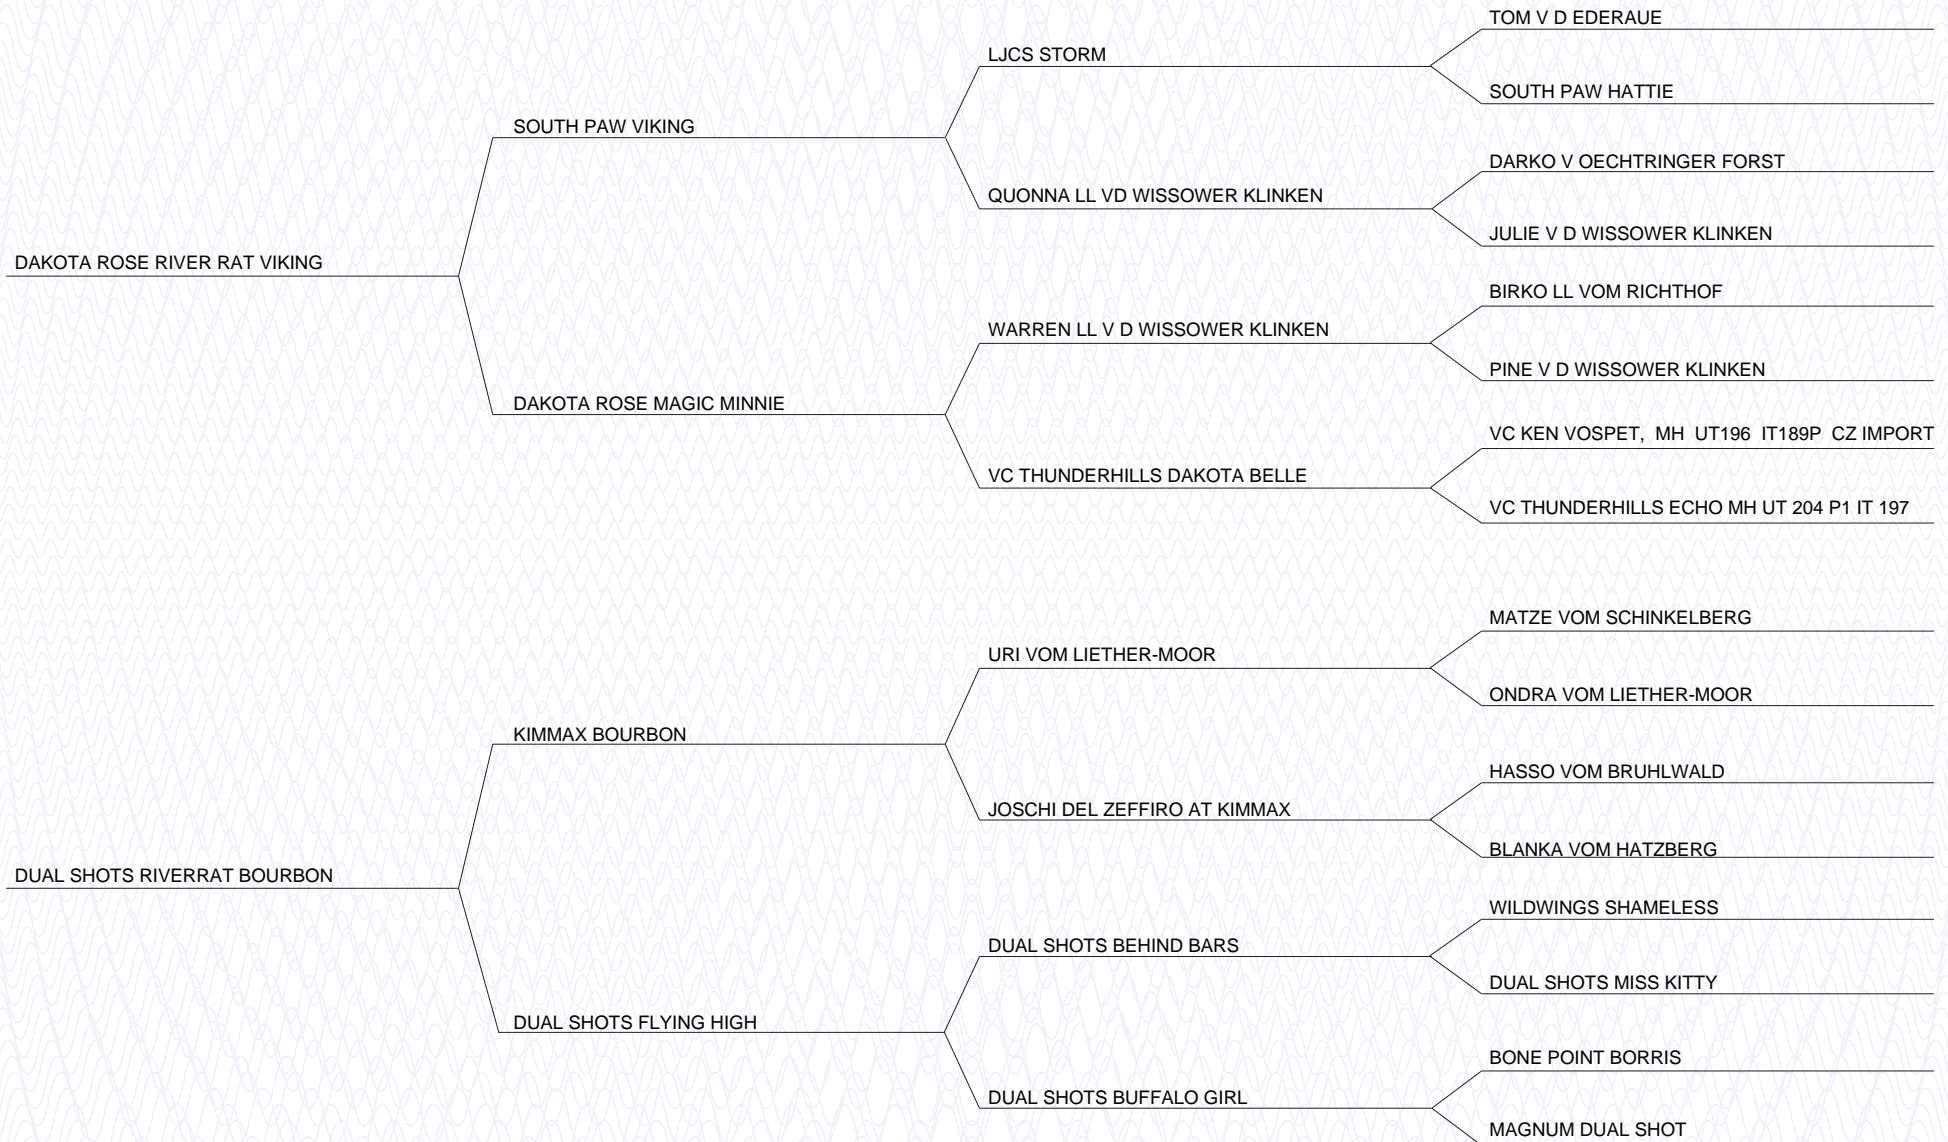 TOM V D EDERAUE
LJCS STORM
SOUTH PAW HATTIE
SOUTH PAW VIKING
DARKO V OECHTRINGER FORST
QUONNA LL VD WISSOWER KLINKEN
JULIE V D WISSOWER KLINKEN
DAKOTA ROSE RIVER RAT VIKING
BIRKO LL VOM RICHTHOF
WARREN LL V D WISSOWER KLINKEN
PINE V D WISSOWER KLINKEN
DAKOTA ROSE MAGIC MINNIE
VC KEN VOSPET,  MH  UT196  IT189P  CZ IMPORT
VC THUNDERHILLS DAKOTA BELLE
VC THUNDERHILLS ECHO MH UT 204 P1 IT 197
MATZE VOM SCHINKELBERG
URI VOM LIETHER-MOOR
ONDRA VOM LIETHER-MOOR
KIMMAX BOURBON
HASSO VOM BRUHLWALD
JOSCHI DEL ZEFFIRO AT KIMMAX
BLANKA VOM HATZBERG
DUAL SHOTS RIVERRAT BOURBON
WILDWINGS SHAMELESS
DUAL SHOTS BEHIND BARS
DUAL SHOTS MISS KITTY
DUAL SHOTS FLYING HIGH
BONE POINT BORRIS
DUAL SHOTS BUFFALO GIRL
MAGNUM DUAL SHOT